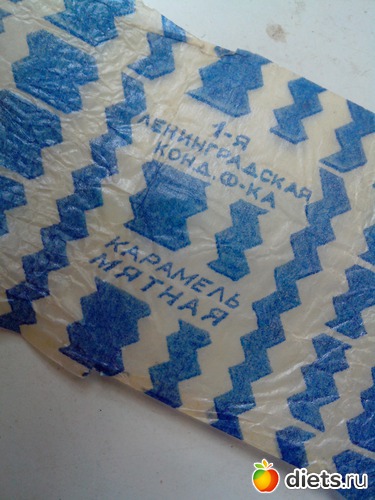 1-Я
ЛЕНИНГРАДСКАЯ
КОНД. Ф-КА
КАРАМЕЛЬ
МЯТНАЯ
diets.ru